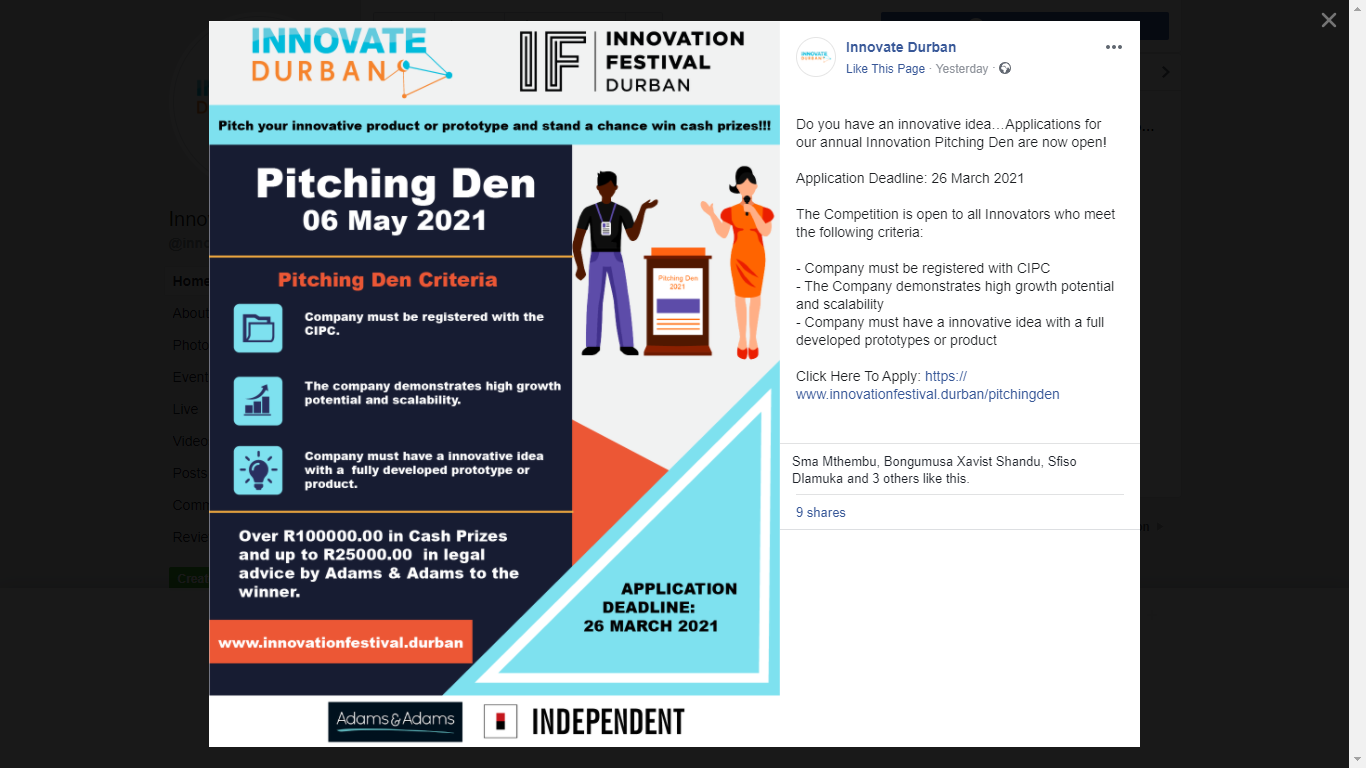 INNOVATE
DURBAN
IF
INNOVATION
FESTIVAL
DURBAN
Pitch your innovative product or prototype and stand a chance win cash prizes!!!
Pitching Den
06 May 2021
Pitching Den Criteria
Company must be registered with the
CIPC.
The company demonstrates high growth
potential and scalability.
Company must have a innovative idea
with a fully developed prototype or
product.
Over R100000.00 in Cash Prizes
and up to R25000.00 in legal
advice by Adams & Adams to the
winner.
www.innovationfestival.durban
Pitching Den
2021
APPLICATION
DEADLINE:
26 MARCH 2021
Adams&Adams
INDEPENDENT
INNOVATE
DURBAN
Innovate Durban
Like This Page · Yesterday ·
Do you have an innovative idea…Applications for
our annual Innovation Pitching Den are now open!
Application Deadline: 26 March 2021
The Competition is open to all Innovators who meet
the following criteria:
- Company must be registered with CIPC
- The Company demonstrates high growth potential
and scalability
- Company must have a innovative idea with a full
developed prototypes or product
Click Here To Apply: https://
www.innovationfestival.durban/pitchingden
Sma Mthembu, Bongumusa Xavist Shandu, Sfiso
Dlamuka and 3 others like this.
9 shares
Home
Live
Posts